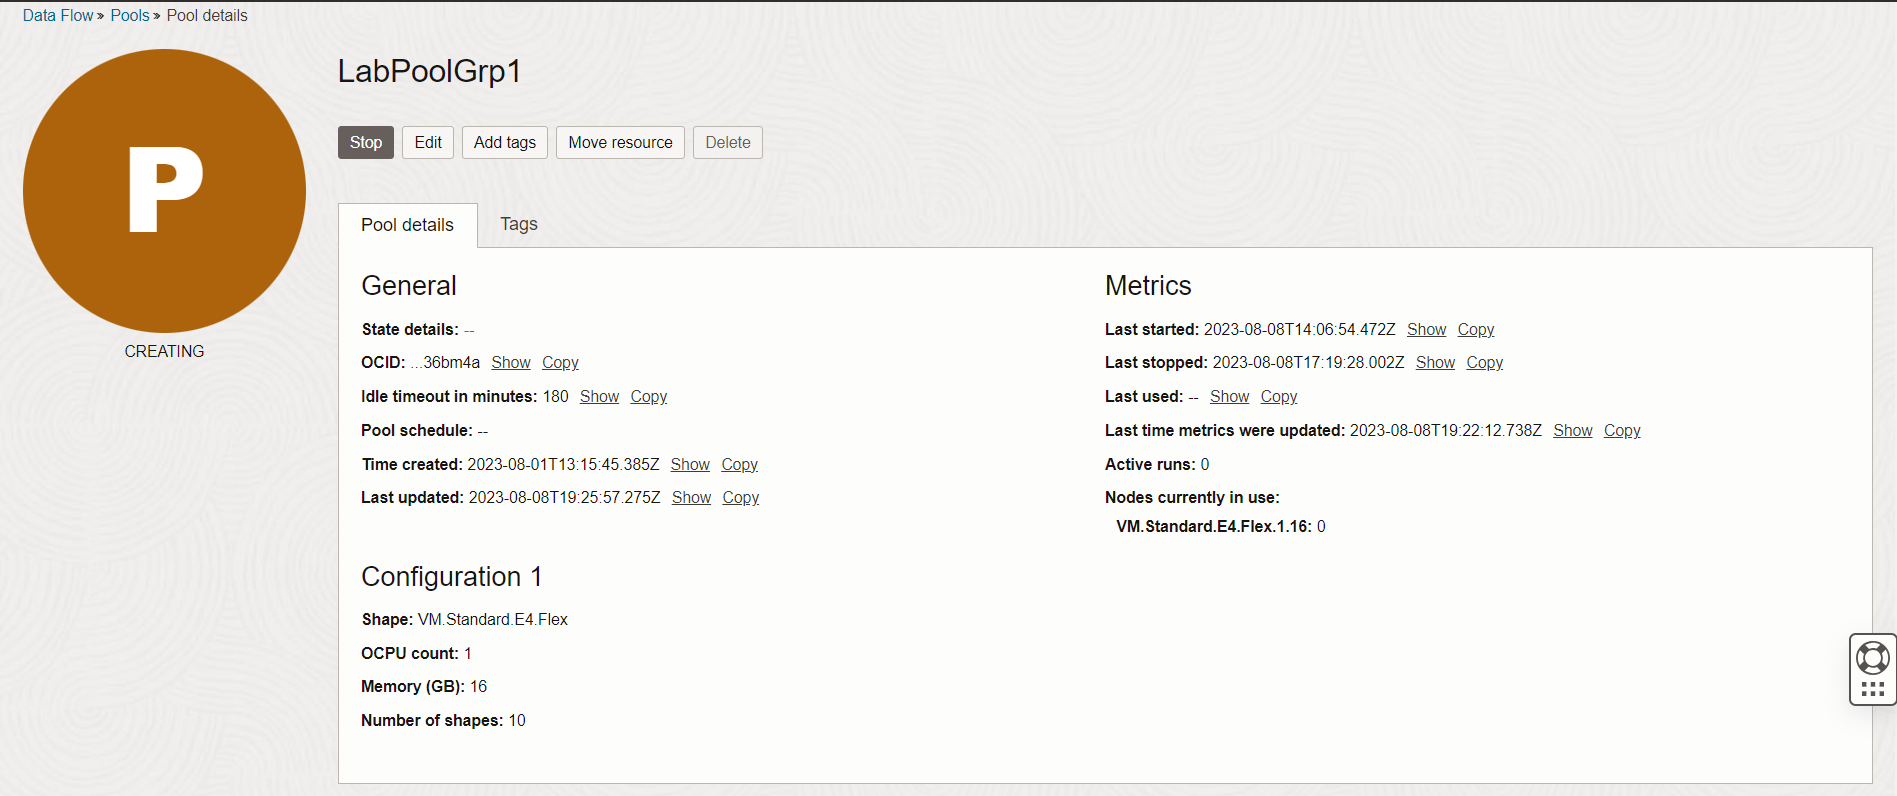 Data Flow » Pools » Pool details
P
CREATING
LabPoolGrp1
Stop Edit Add tags Move resource Delete
Pool details Tags
General
State details: --
OCID: ...36bm4a Show Copy
Idle timeout in minutes: 180 Show Copy
Pool schedule: --
Time created: 2023-08-01T13:15:45.385Z Show Copy
Last updated: 2023-08-08T19:25:57.275Z Show Copy
Metrics
Last started: 2023-08-08T14:06:54.472Z Show Copy
Last stopped: 2023-08-08T17:19:28.002Z Show Copy
Last used: -- Show Copy
Last time metrics were updated: 2023-08-08T19:22:12.738Z Show Copy
Active runs: 0
Nodes currently in use:
VM.Standard.E4.Flex.1.16: 0
Configuration 1
Shape: VM.Standard.E4.Flex
OCPU count: 1
Memory (GB): 16
Number of shapes: 10